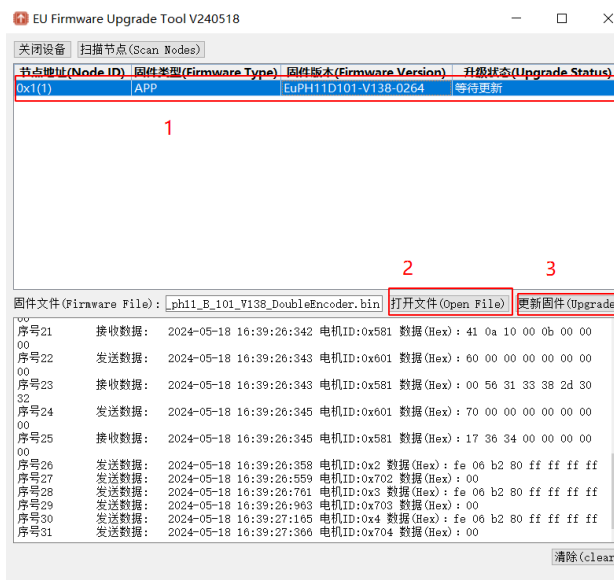 EU Firmware Upgrade Tool V240518
关闭设备 扫描节点(Scan Nodes)
节点地址(Node ID) 固件类型(Firmware Type) 固件版本(Firmware Version) 升级状态(Upgrade Status)
0x1(1) APP EuPH11D101-V138-0264 等待更新
1
2 3
固件文件(Firmware File): _ph11_B_101_V138_DoubleEncoder.bin 打开文件(Open File) 更新固件(Upgrade
00
序号21 接收数据: 2024-05-18 16:39:26:342 电机ID:0x581 数据(Hex): 41 0a 10 00 0b 00 00
00
序号22 发送数据: 2024-05-18 16:39:26:343 电机ID:0x601 数据(Hex): 60 00 00 00 00 00 00
00
序号23 接收数据: 2024-05-18 16:39:26:343 电机ID:0x581 数据(Hex): 00 56 31 33 38 2d 30
32
序号24 发送数据: 2024-05-18 16:39:26:345 电机ID:0x601 数据(Hex): 70 00 00 00 00 00 00
00
序号25 接收数据: 2024-05-18 16:39:26:345 电机ID:0x581 数据(Hex): 17 36 34 00 00 00 00
00
序号26 发送数据: 2024-05-18 16:39:26:358 电机ID:0x2 数据(Hex): fe 06 b2 80 ff ff ff ff
序号27 发送数据: 2024-05-18 16:39:26:559 电机ID:0x702 数据(Hex): 00
序号28 发送数据: 2024-05-18 16:39:26:761 电机ID:0x3 数据(Hex): fe 06 b2 80 ff ff ff ff
序号29 发送数据: 2024-05-18 16:39:26:963 电机ID:0x703 数据(Hex): 00
序号30 发送数据: 2024-05-18 16:39:27:165 电机ID:0x4 数据(Hex): fe 06 b2 80 ff ff ff ff
序号31 发送数据: 2024-05-18 16:39:27:366 电机ID:0x704 数据(Hex): 00
清除(clear